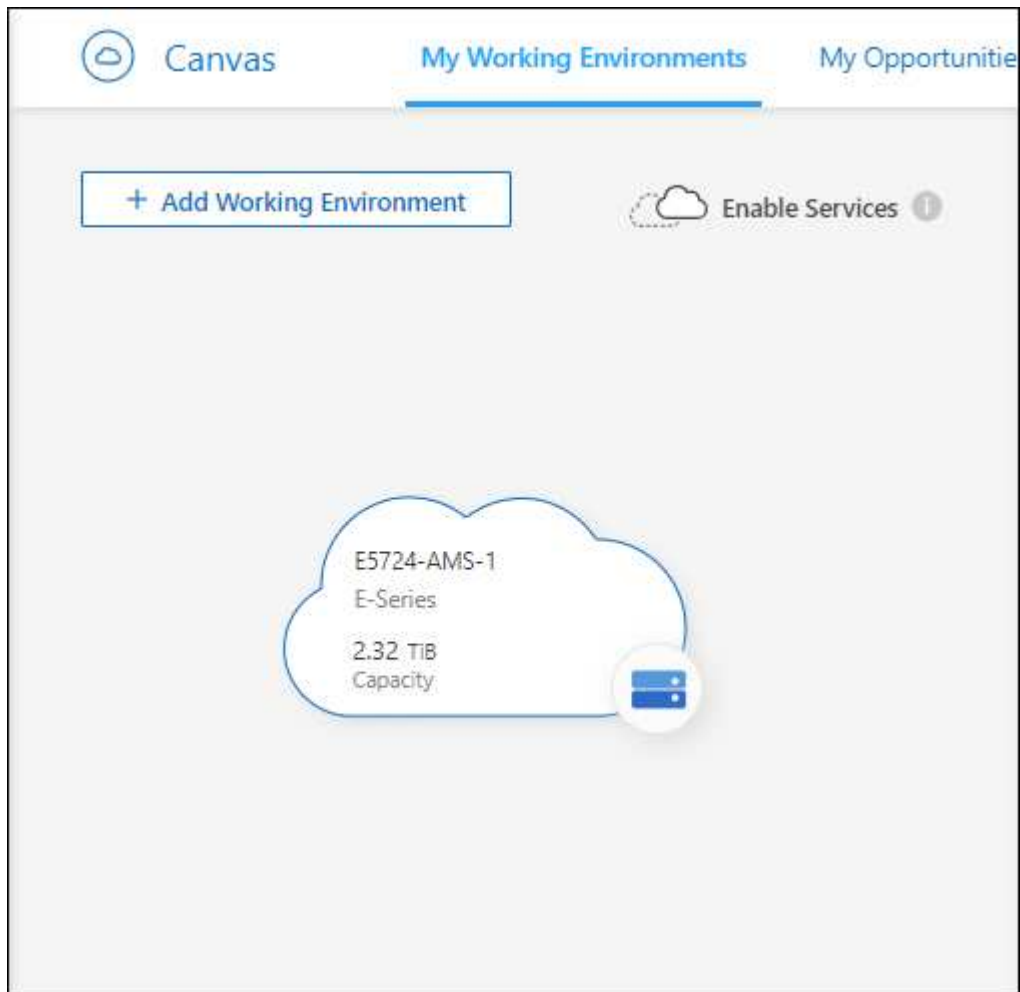 Canvas
My Working Environments
My Opportunitie
+ Add Working Environment
Enable Services
E5724-AMS-1
E-Series
2.32 TiB
Capacity